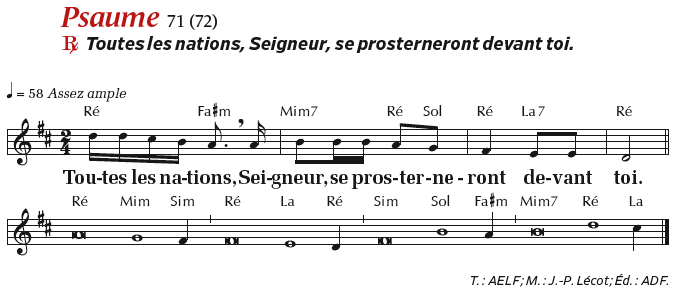 Psaume 71 (72)
℟ Toutes les nations, Seigneur, se prosterneront devant toi.
♩ = 58 Assez ample
Ré Fa♯m Mim7 Ré Sol Ré La7 Ré
2/4
Tou-tes les na-tions, Sei-gneur, se pros-ter-ne-ront de-vant toi.
Ré Mim Sim Ré La Ré Sim Sol Fa♯m Mim7 Ré La
T. : AELF; M. : J.-P. Lécot; Éd. : ADF.